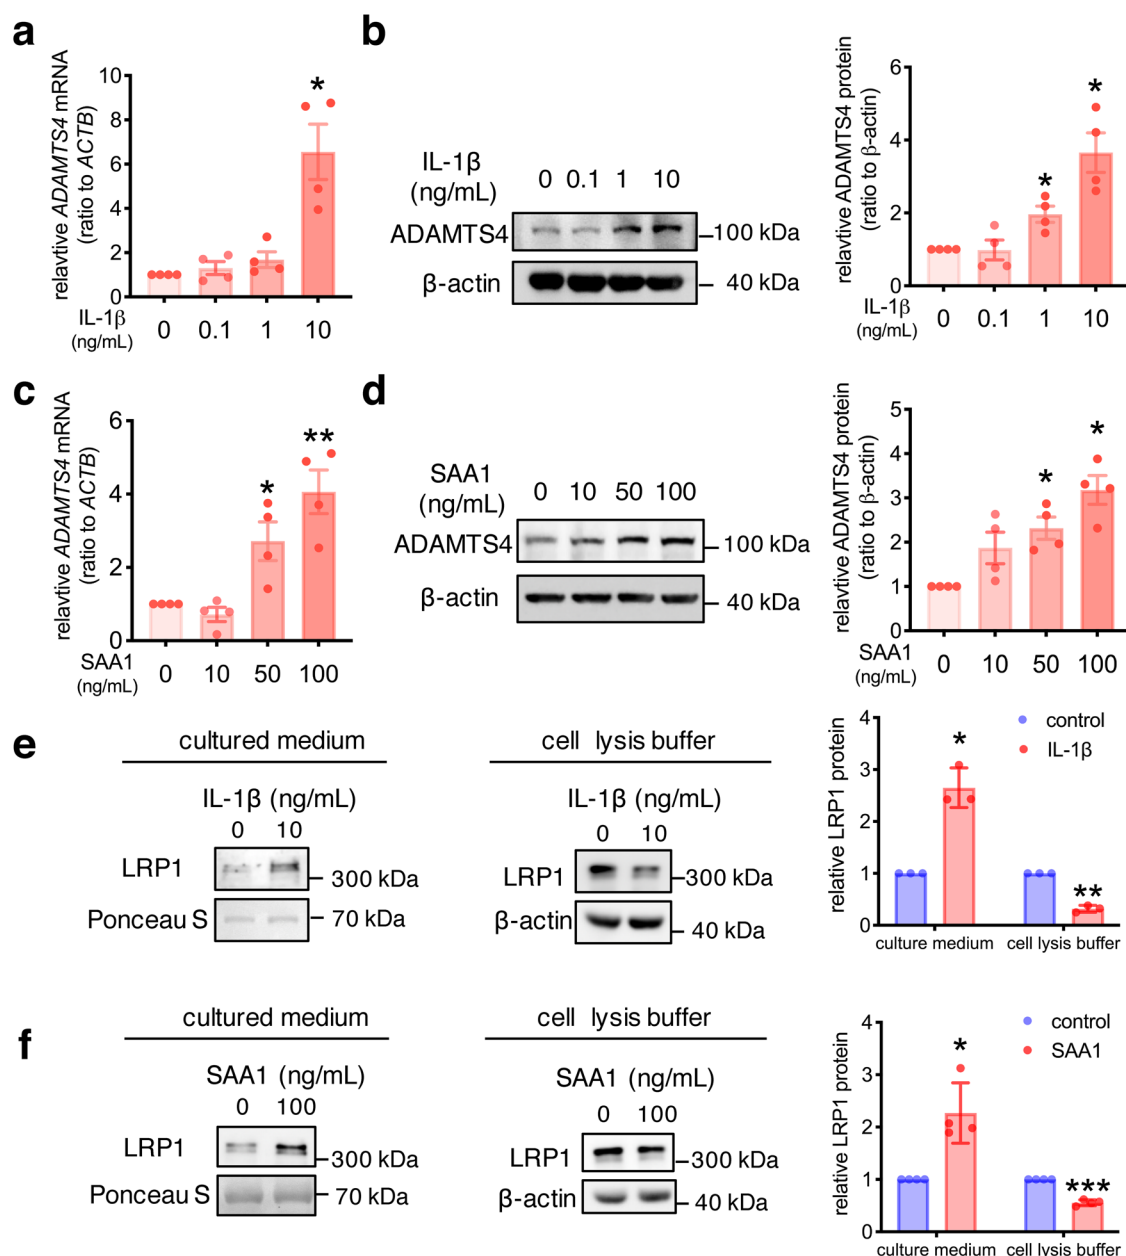 a
relavtive ADAMTS4 mRNA
(ratio to ACTB)
10
8
6
4
2
0
*
IL-1β
(ng/mL)
0 0.1 1 10
b
IL-1β
(ng/mL)
0 0.1 1 10
ADAMTS4
100 kDa
β-actin
40 kDa
relavtive ADAMTS4 protein
(ratio to β-actin)
6
4
2
0
*
*
IL-1β
(ng/mL)
0 0.1 1 10
c
relavtive ADAMTS4 mRNA
(ratio to ACTB)
6
4
2
0
*
**
SAA1
(ng/mL)
0 10 50 100
d
SAA1
(ng/mL)
0 10 50 100
ADAMTS4
100 kDa
β-actin
40 kDa
relavtive ADAMTS4 protein
(ratio to β-actin)
5
4
3
2
1
0
*
*
SAA1
(ng/mL)
0 10 50 100
e
cultured medium
IL-1β (ng/mL)
0 10
LRP1
300 kDa
Ponceau S
70 kDa
cell lysis buffer
IL-1β (ng/mL)
0 10
LRP1
300 kDa
β-actin
40 kDa
relative LRP1 protein
4
3
2
1
0
control
IL-1β
*
**
culture medium cell lysis buffer
f
cultured medium
SAA1 (ng/mL)
0 100
LRP1
300 kDa
Ponceau S
70 kDa
cell lysis buffer
SAA1 (ng/mL)
0 100
LRP1
300 kDa
β-actin
40 kDa
relative LRP1 protein
4
3
2
1
0
control
SAA1
*
***
culture medium cell lysis buffer